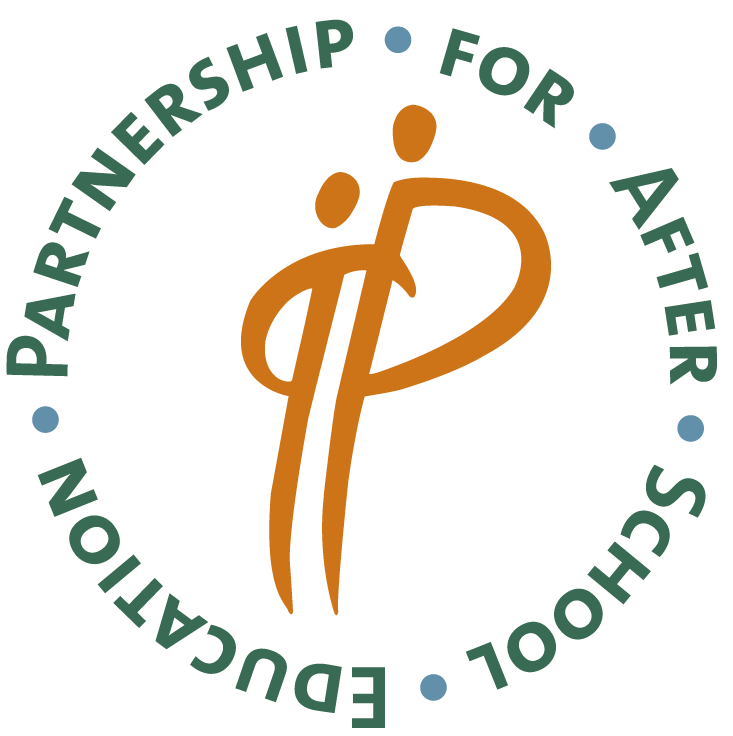 PARTNERSHIP • FOR • AFTER • SCHOOL • EDUCATION •